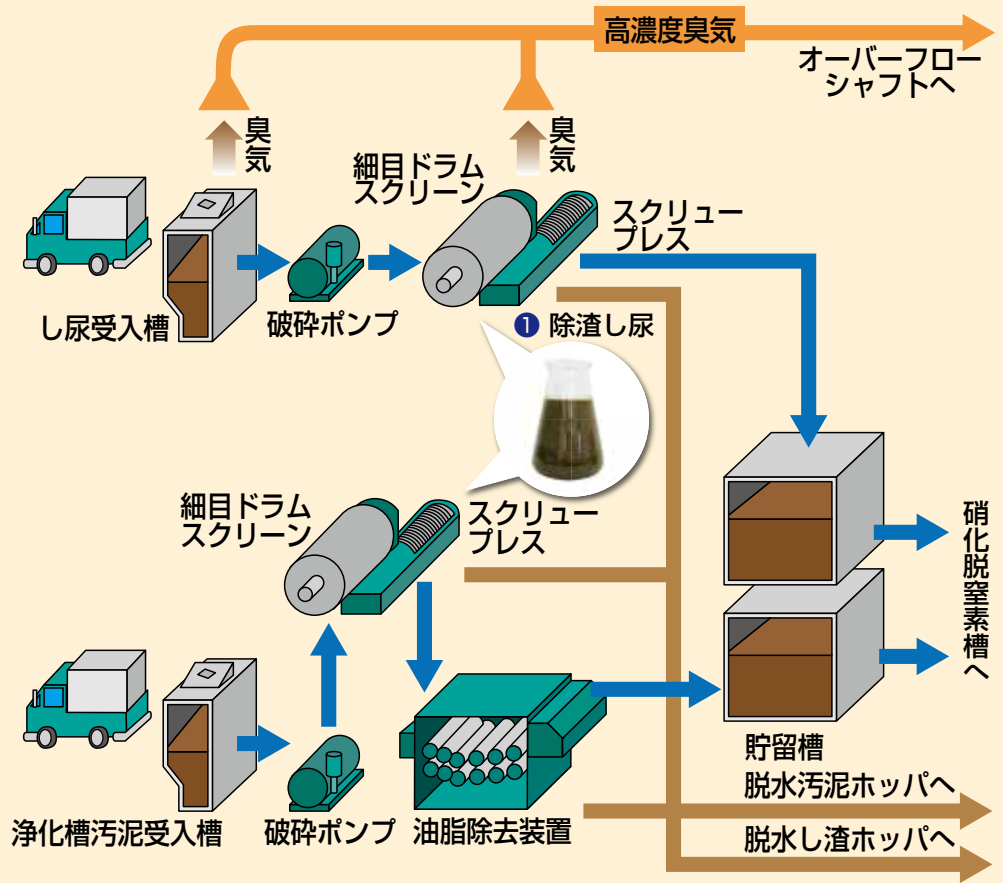 高濃度臭気
オーバーフロー
シャフトへ
臭気
臭気
細目ドラム
スクリーン
スクリュー
プレス
し尿受入槽
破砕ポンプ
❶ 除渣し尿
細目ドラム
スクリーン
スクリュー
プレス
硝化脱窒素槽へ
貯留槽
浄化槽汚泥受入槽
破砕ポンプ
油脂除去装置
脱水汚泥ホッパへ
脱水し渣ホッパへ